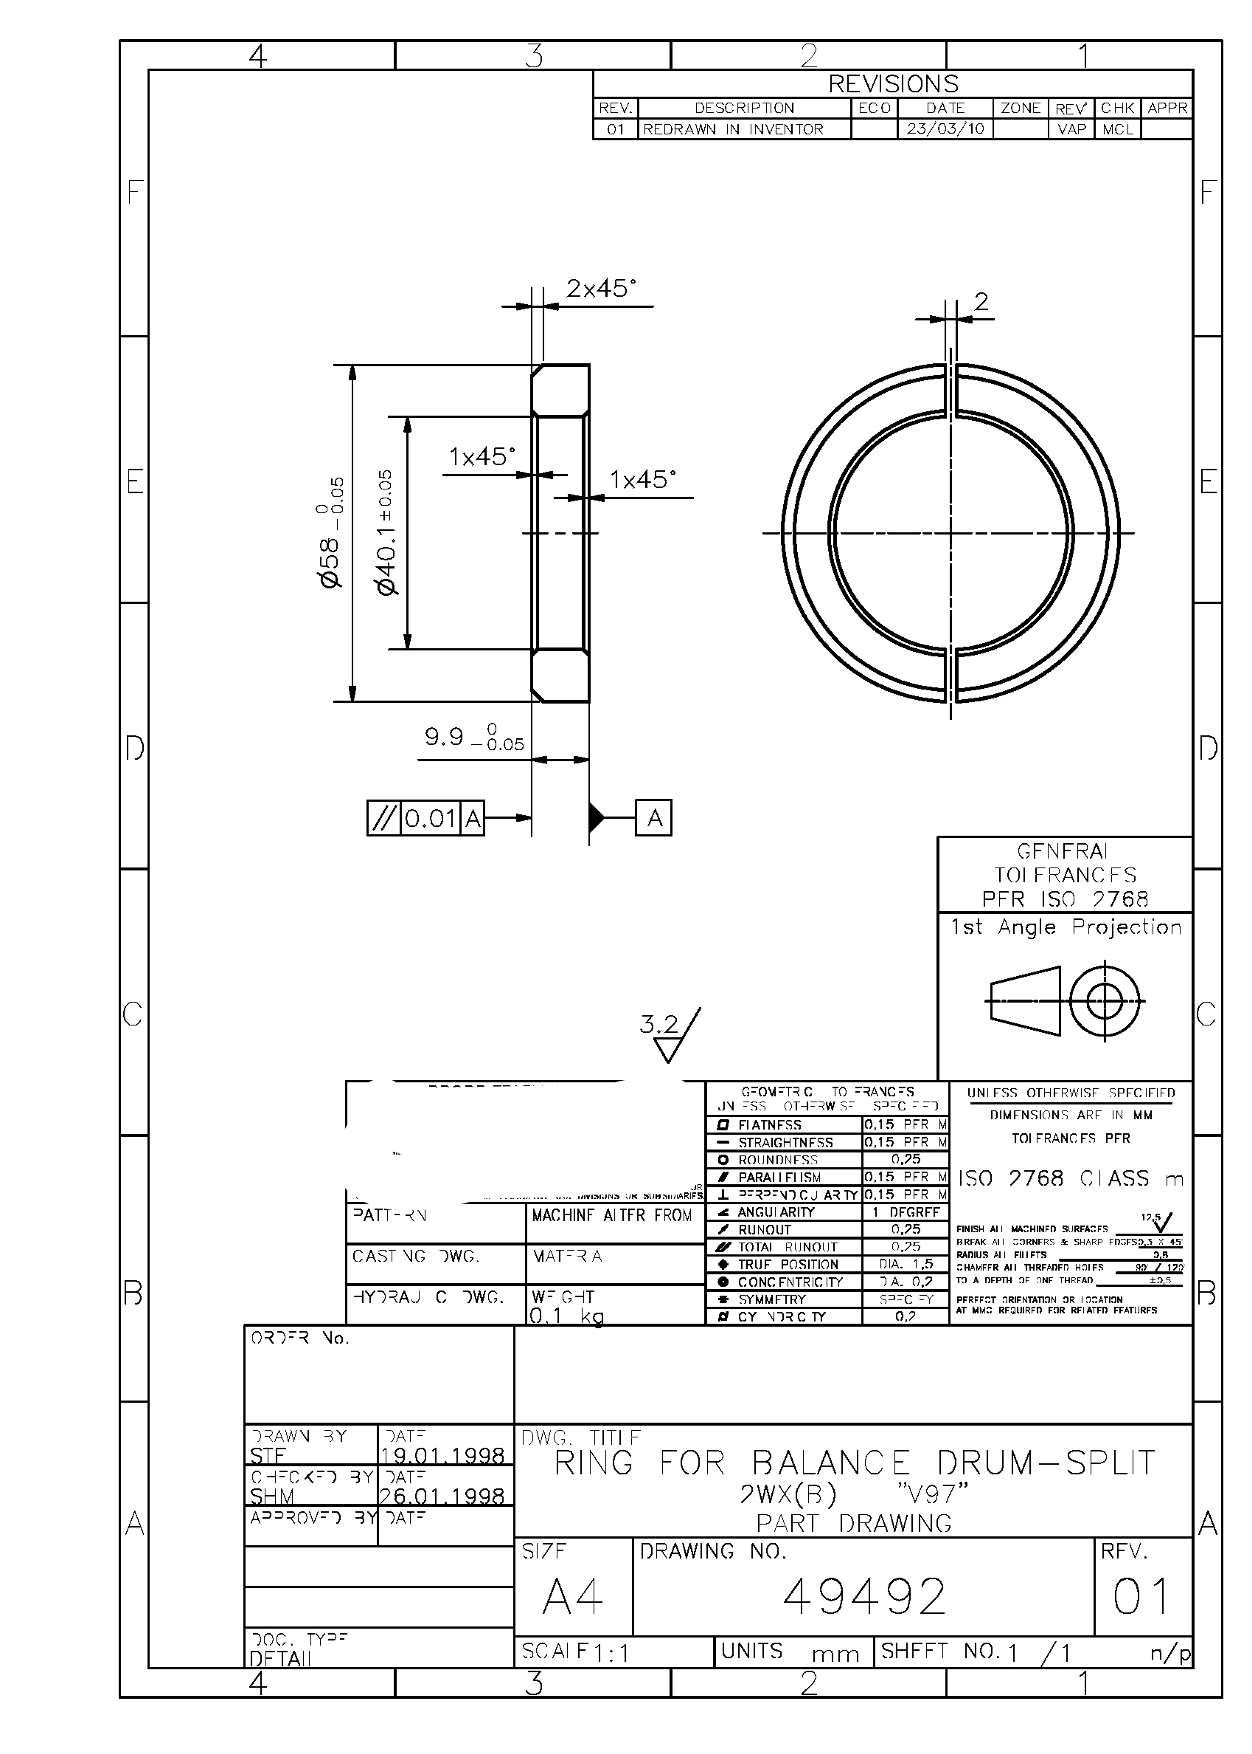 4 3 2 1
REVISIONS
REV. DESCRIPTION ECO DATE ZONE REV' CHK APPR
01 REDRAWN IN INVENTOR 23/03/10 VAP MCL
F F
2x45°
2
E E
1x45°
1x45°
Ø58 0 -0.05
Ø40.1±0.05
D D
9.9 0 -0.05
// 0.01 A
A
GENERAL
TOLERANCES
PER ISO 2768
1st Angle Projection
C C
3.2
GEOMETRIC TOLERANCES
UNLESS OTHERWISE SPECIFIED
FLATNESS 0,15 PER M
STRAIGHTNESS 0,15 PER M
ROUNDNESS 0,25
PARALLELISM 0,15 PER M
PERPENDICULARITY 0,15 PER M
ANGULARITY 1 DEGREE
RUNOUT 0,25
TOTAL RUNOUT 0,25
TRUE POSITION DIA. 1,5
CONCENTRICITY DIA. 0,2
SYMMETRY SPECIFY
CYLINDRICITY 0,2
UNLESS OTHERWISE SPECIFIED
DIMENSIONS ARE IN MM
TOLERANCES PER
ISO 2768 CLASS m
12,5
FINISH ALL MACHINED SURFACES
BREAK ALL CORNERS & SHARP EDGES 0,3 X 45
RADIUS ALL FILLETS 0,8
CHAMFER ALL THREADED HOLES 90 / 120
TO A DEPTH OF ONE THREAD ±0,5
PERFECT ORIENTATION OR LOCATION
AT MMC REQUIRED FOR RELATED FEATURES
DIVISIONS OR SUBSIDIARIES.
PATTERN MACHINE ALTER FROM
CASTING DWG. MATERIAL
HYDRAULIC DWG. WEIGHT
0,1 kg
B B
ORDER No.
DRAWN BY DATE
STF 19.01.1998
CHECKED BY DATE
SHM 26.01.1998
APPROVED BY DATE
DWG. TITLE
RING FOR BALANCE DRUM-SPLIT
2WX(B) "V97"
PART DRAWING
A A
SIZE DRAWING NO. REV.
A4 49492 01
DOC. TYPE
DETAIL
SCALE 1:1 UNITS mm SHEET NO. 1 /1 n/p
4 3 2 1